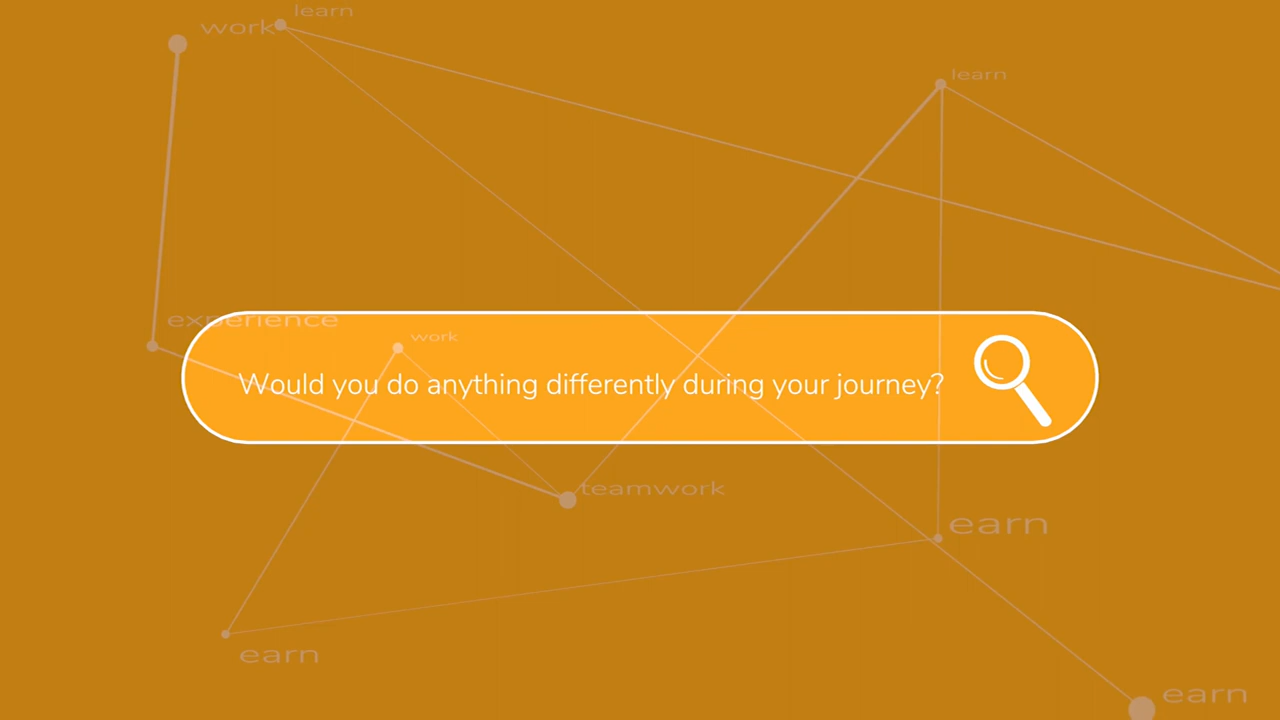 learn
work
learn
experience
work
Would you do anything differently during your journey?
teamwork
earn
earn
earn